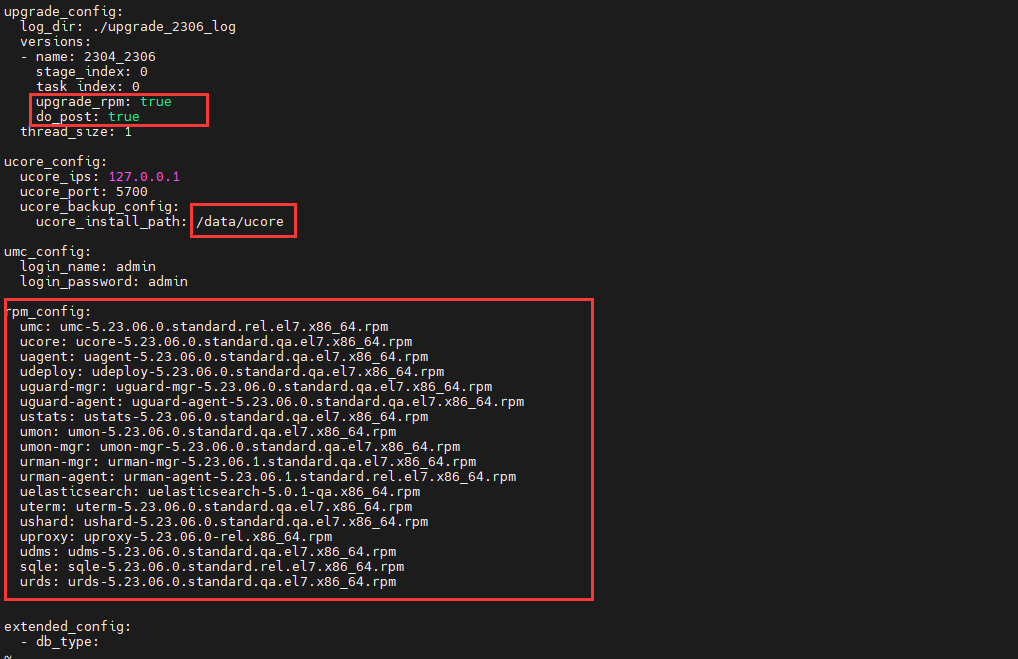 upgrade_config:
  log_dir: ./upgrade_2306_log
  versions:
  - name: 2304_2306
    stage_index: 0
    task_index: 0
    upgrade_rpm: true
    do_post: true
  thread_size: 1

ucore_config:
  ucore_ips: 127.0.0.1
  ucore_port: 5700
  ucore_backup_config:
    ucore_install_path: /data/ucore

umc_config:
  login_name: admin
  login_password: admin

rpm_config:
  umc: umc-5.23.06.0.standard.rel.el7.x86_64.rpm
  ucore: ucore-5.23.06.0.standard.qa.el7.x86_64.rpm
  uagent: uagent-5.23.06.0.standard.qa.el7.x86_64.rpm
  udeploy: udeploy-5.23.06.0.standard.qa.el7.x86_64.rpm
  uguard-mgr: uguard-mgr-5.23.06.0.standard.qa.el7.x86_64.rpm
  uguard-agent: uguard-agent-5.23.06.0.standard.qa.el7.x86_64.rpm
  ustats: ustats-5.23.06.0.standard.qa.el7.x86_64.rpm
  umon: umon-5.23.06.0.standard.qa.el7.x86_64.rpm
  umon-mgr: umon-mgr-5.23.06.0.standard.qa.el7.x86_64.rpm
  urman-mgr: urman-mgr-5.23.06.1.standard.qa.el7.x86_64.rpm
  urman-agent: urman-agent-5.23.06.1.standard.rel.el7.x86_64.rpm
  uelasticsearch: uelasticsearch-5.0.1-qa.x86_64.rpm
  uterm: uterm-5.23.06.0.standard.qa.el7.x86_64.rpm
  ushard: ushard-5.23.06.0.standard.qa.el7.x86_64.rpm
  uproxy: uproxy-5.23.06.0-rel.x86_64.rpm
  udms: udms-5.23.06.0.standard.qa.el7.x86_64.rpm
  sqle: sqle-5.23.06.0.standard.rel.el7.x86_64.rpm
  urds: urds-5.23.06.0.standard.qa.el7.x86_64.rpm

extended_config:
  - db_type:
~